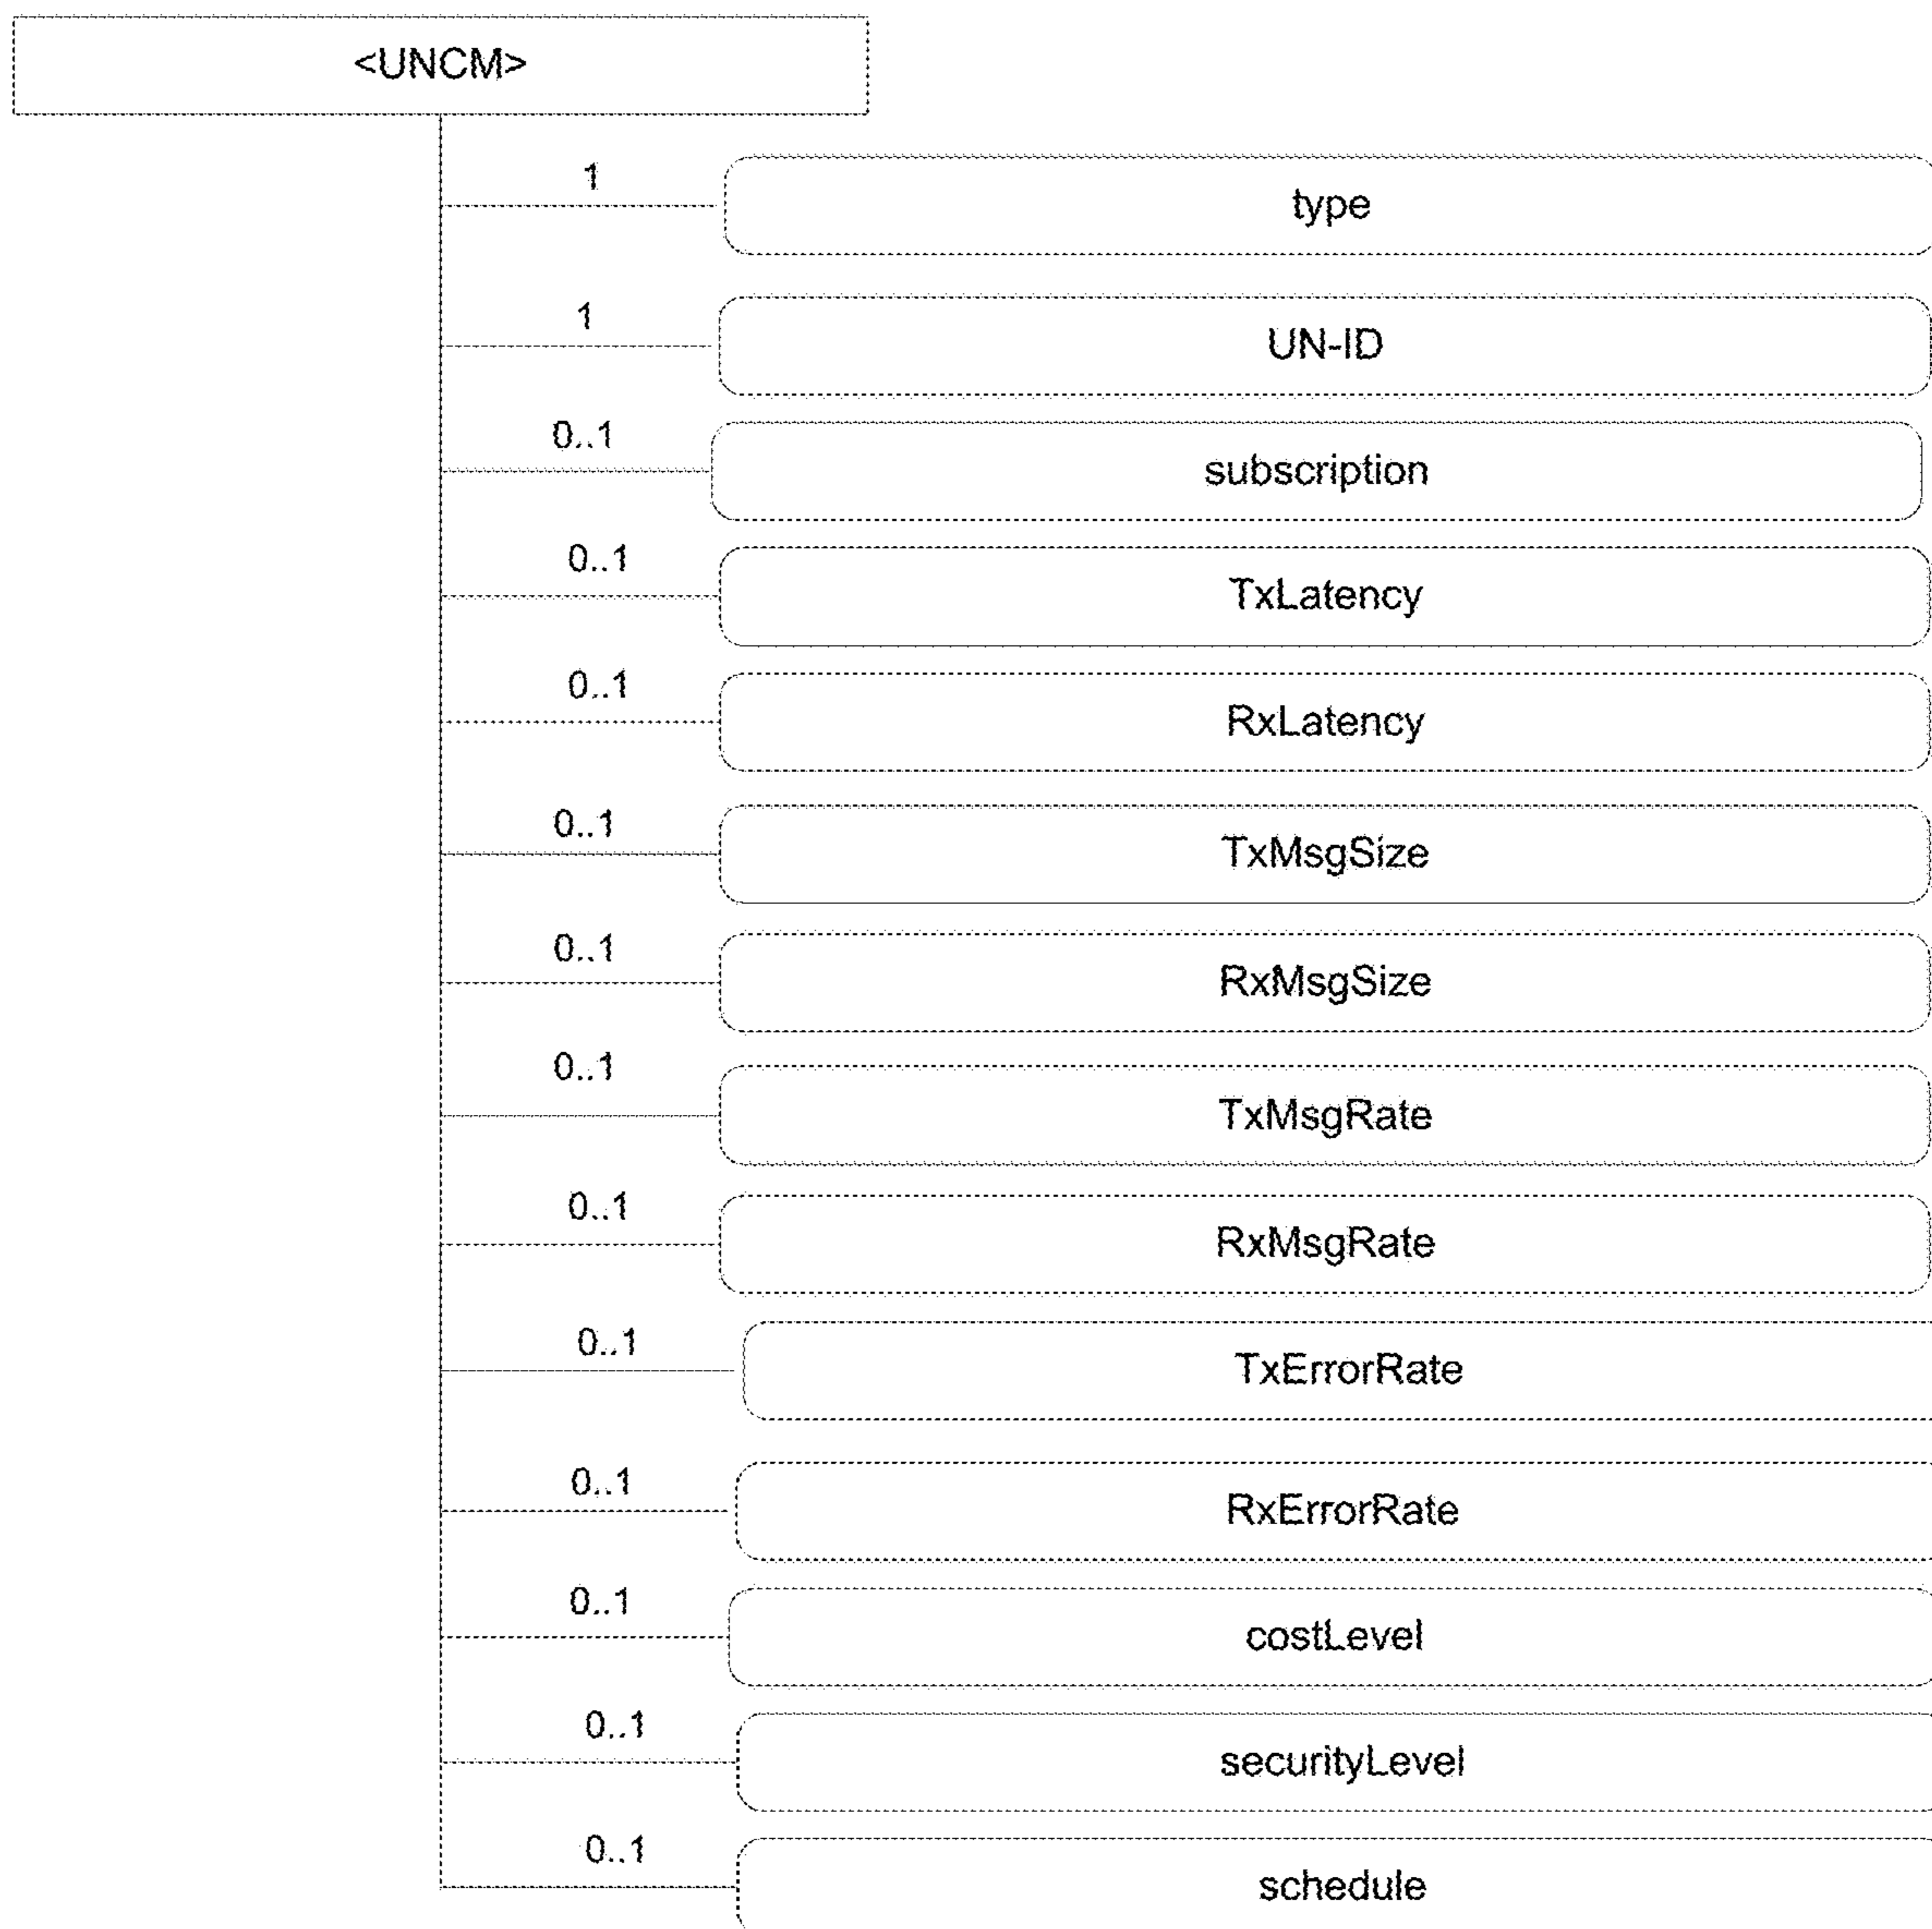 <UNCM>
1
type
1
UN-ID
0..1
subscription
0..1
TxLatency
0..1
RxLatency
0..1
TxMsgSize
0..1
RxMsgSize
0..1
TxMsgRate
0..1
RxMsgRate
0..1
TxErrorRate
0..1
RxErrorRate
0..1
costLevel
0..1
securityLevel
0..1
schedule